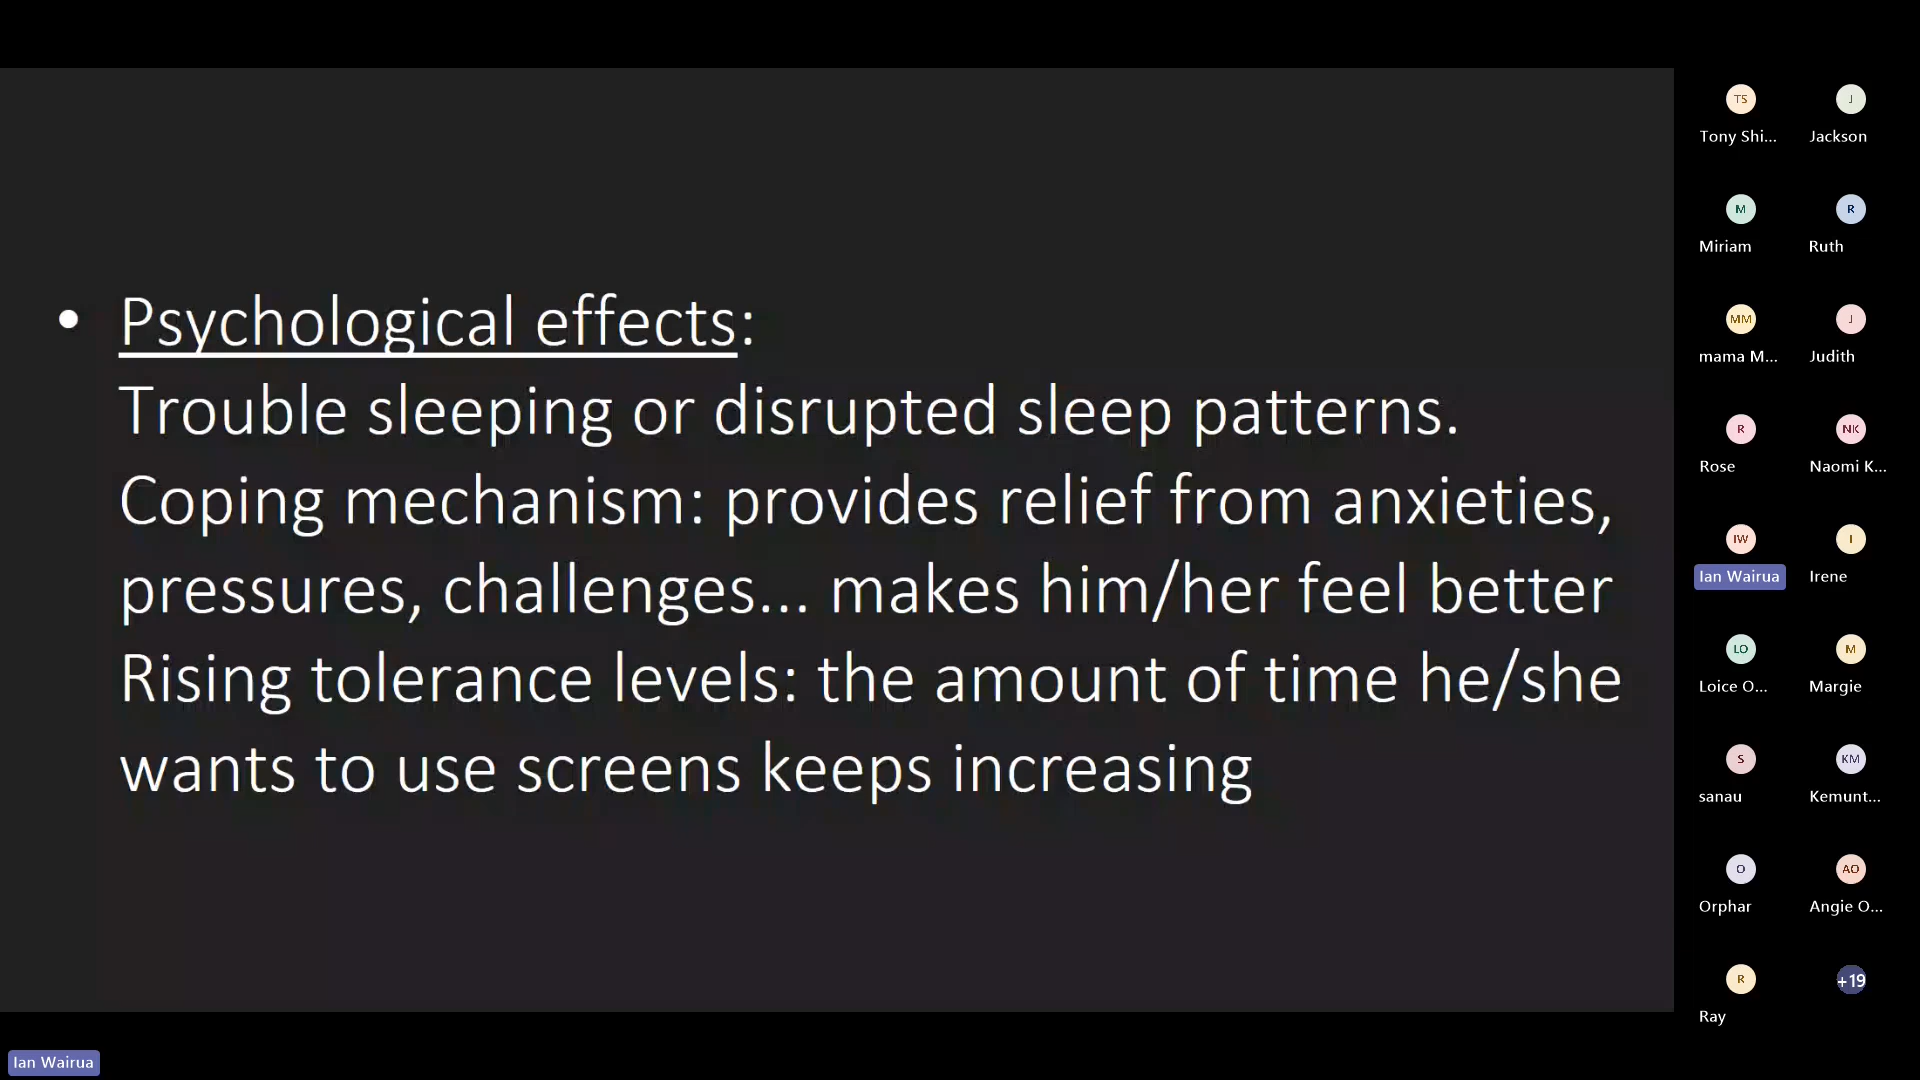 • Psychological effects:
Trouble sleeping or disrupted sleep patterns.
Coping mechanism: provides relief from anxieties,
pressures, challenges... makes him/her feel better
Rising tolerance levels: the amount of time he/she
wants to use screens keeps increasing
TS
Tony Shi...
J
Jackson
M
Miriam
R
Ruth
MM
mama M...
J
Judith
R
Rose
NK
Naomi K...
IW
Ian Wairua
I
Irene
LO
Loice O...
M
Margie
S
sanau
KM
Kemunt...
O
Orphar
AO
Angie O...
R
Ray
+19
Ian Wairua